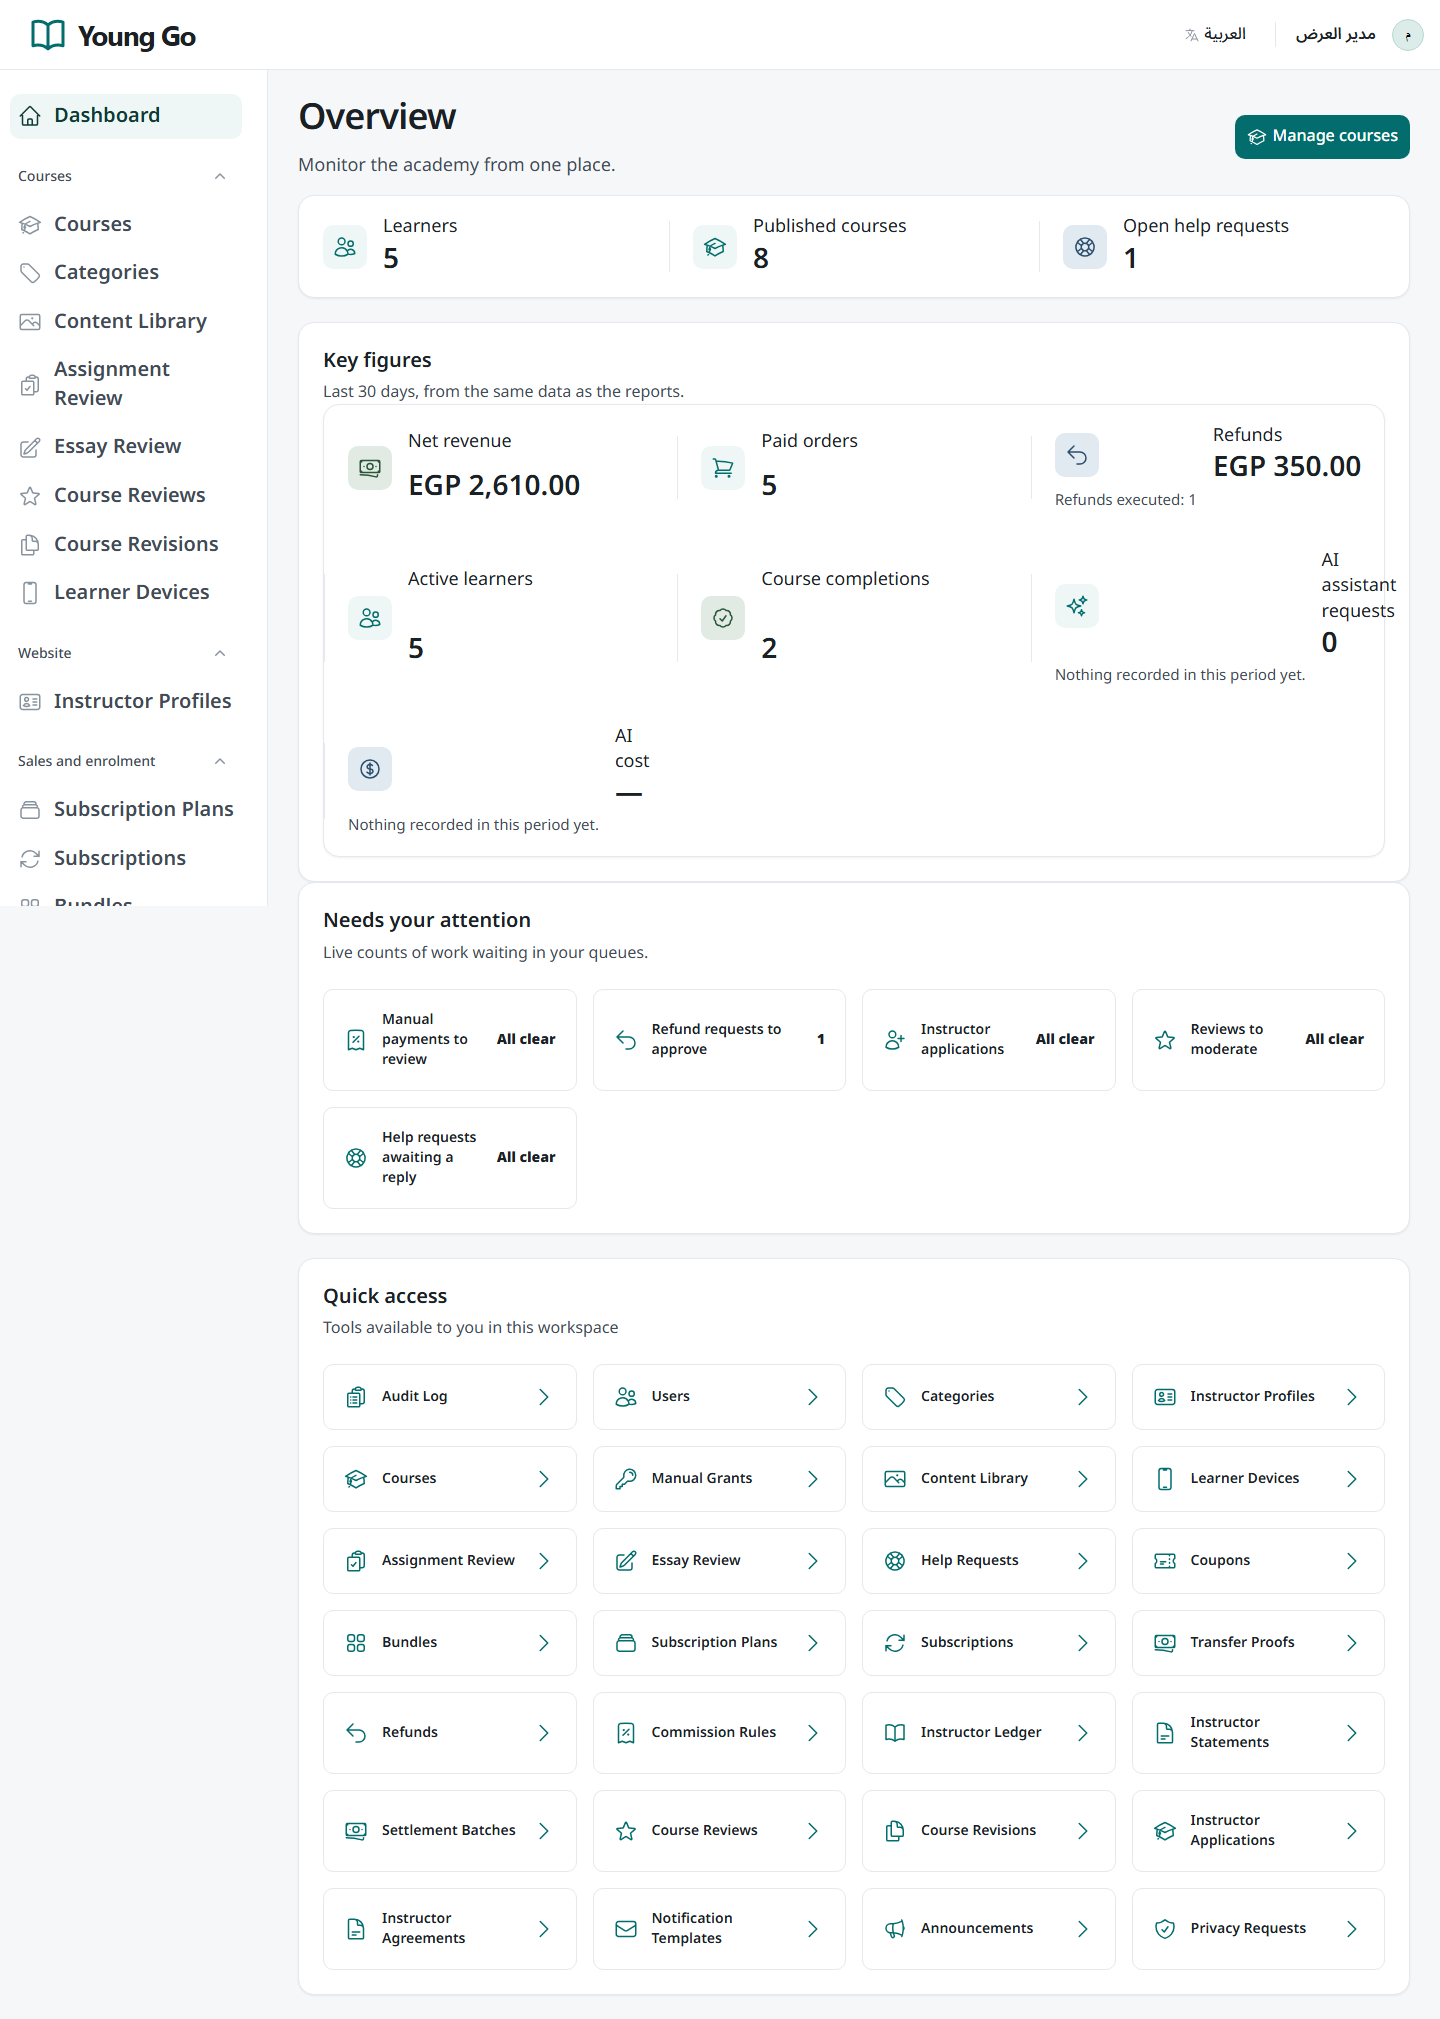 Young Go
العربية
مدير العرض
م
Dashboard
Courses
Courses
Categories
Content Library
Assignment
Review
Essay Review
Course Reviews
Course Revisions
Learner Devices
Website
Instructor Profiles
Sales and enrolment
Subscription Plans
Subscriptions
Bundles
Overview
Monitor the academy from one place.
Manage courses
Learners
5
Published courses
8
Open help requests
1
Key figures
Last 30 days, from the same data as the reports.
Net revenue
EGP 2,610.00
Paid orders
5
Refunds
EGP 350.00
Refunds executed: 1
Active learners
5
Course completions
2
AI
assistant
requests
0
Nothing recorded in this period yet.
AI
cost
—
Nothing recorded in this period yet.
Needs your attention
Live counts of work waiting in your queues.
Manual
payments to
review
All clear
Refund requests to
approve
1
Instructor
applications
All clear
Reviews to
moderate
All clear
Help requests
awaiting a
reply
All clear
Quick access
Tools available to you in this workspace
Audit Log
Users
Categories
Instructor Profiles
Courses
Manual Grants
Content Library
Learner Devices
Assignment Review
Essay Review
Help Requests
Coupons
Bundles
Subscription Plans
Subscriptions
Transfer Proofs
Refunds
Commission Rules
Instructor Ledger
Instructor
Statements
Settlement Batches
Course Reviews
Course Revisions
Instructor
Applications
Instructor
Agreements
Notification
Templates
Announcements
Privacy Requests